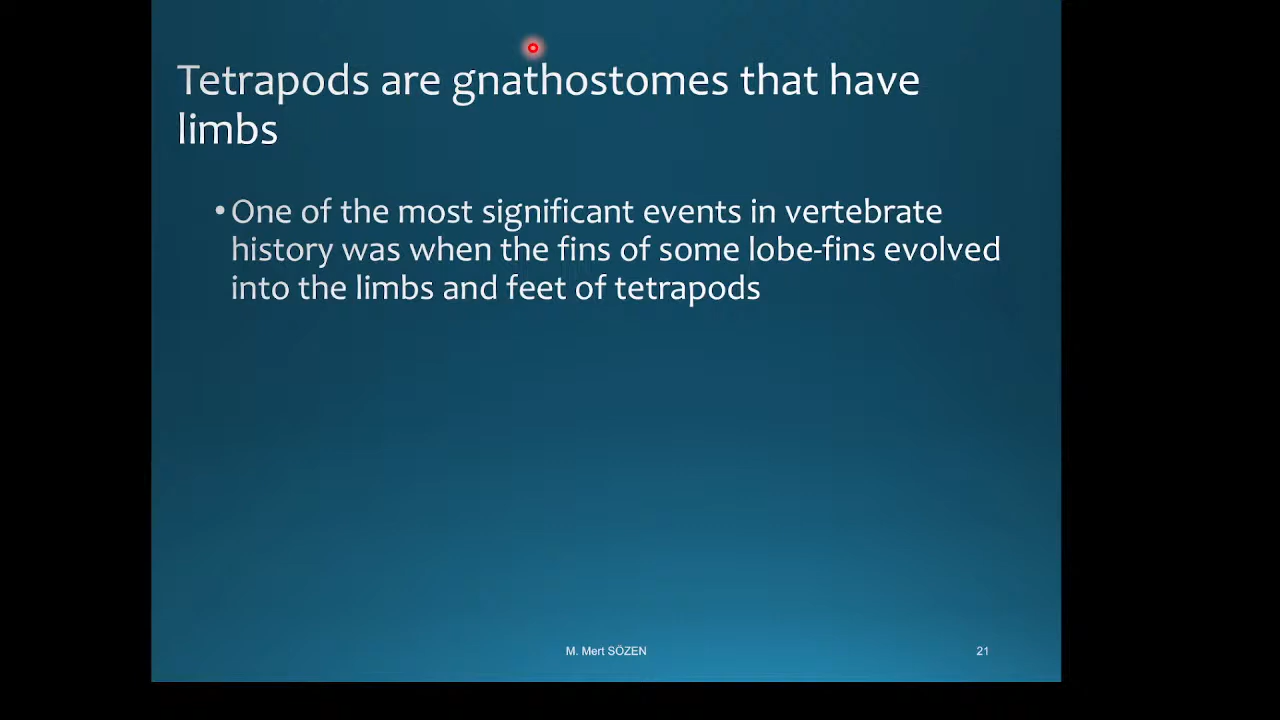 Tetrapods are gnathostomes that have
limbs
•One of the most significant events in vertebrate
history was when the fins of some lobe-fins evolved
into the limbs and feet of tetrapods
M. Mert SÖZEN
21